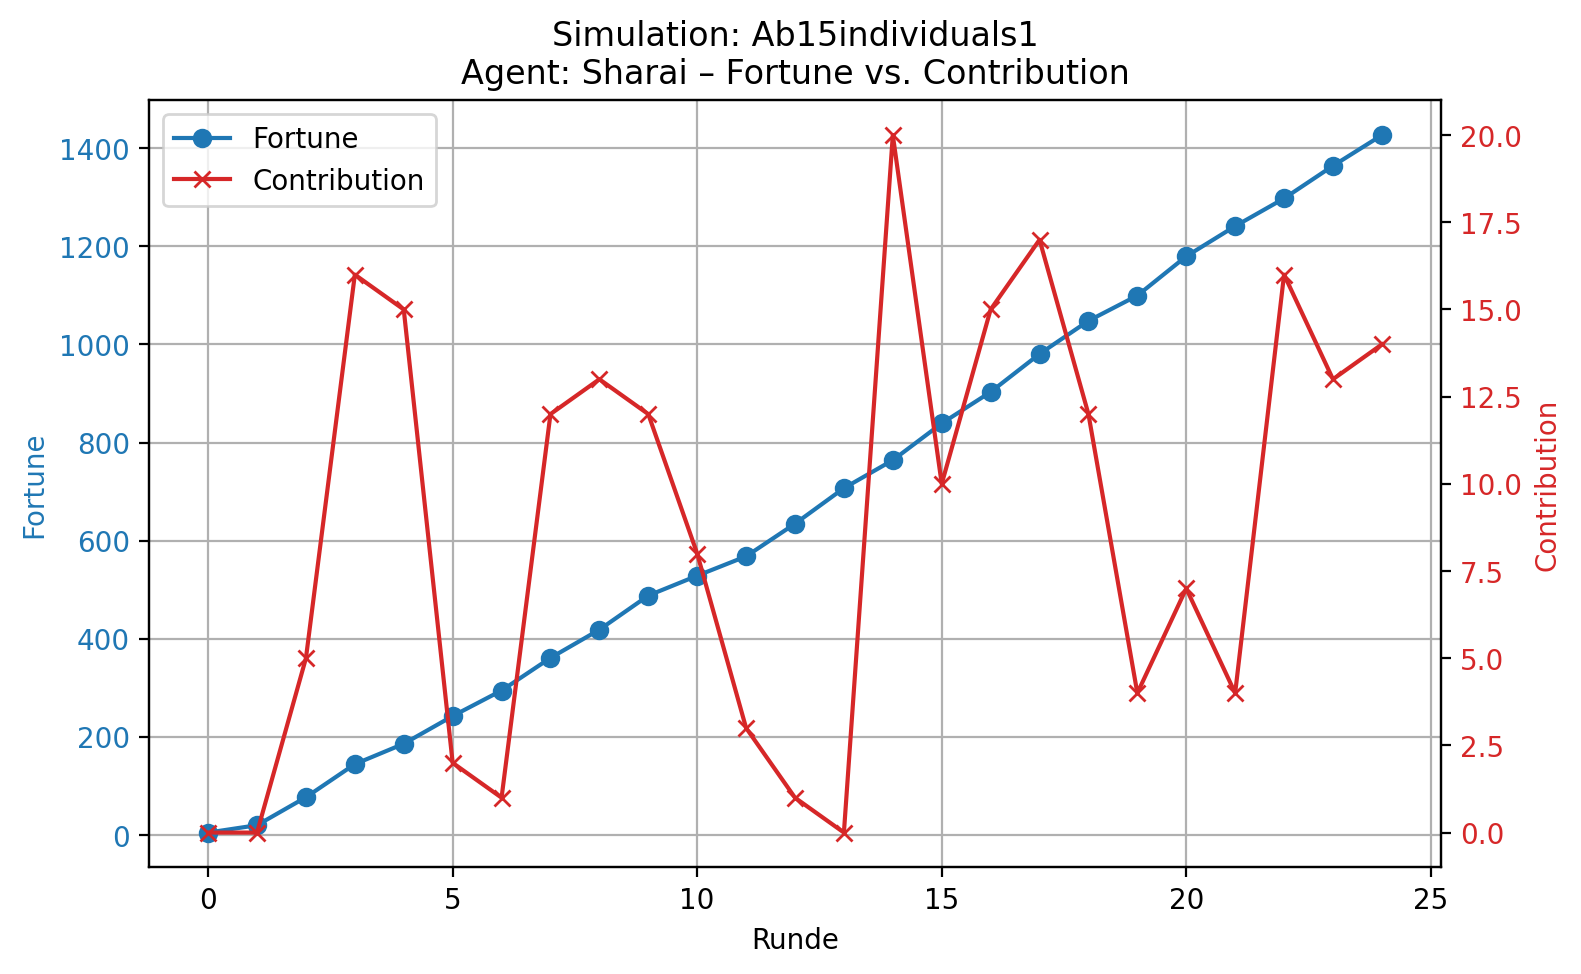 Simulation: Ab15individuals1
Agent: Sharai – Fortune vs. Contribution
Fortune
Contribution
1400
1200
1000
800
600
400
200
0
Fortune
20.0
17.5
15.0
12.5
10.0
7.5
5.0
2.5
0.0
Contribution
0 5 10 15 20 25
Runde